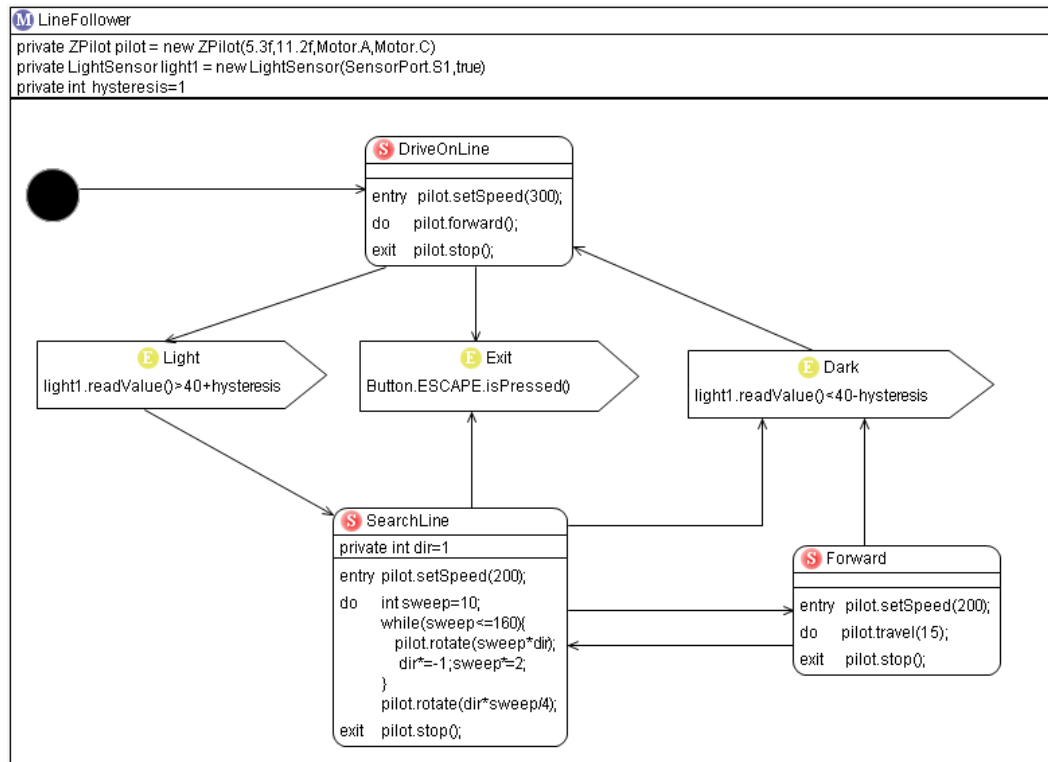 M LineFollower
private ZPilot pilot = new ZPilot(5.3f,11.2f,Motor.A,Motor.C)
private LightSensor light1 = new LightSensor(SensorPort.S1,true)
private int hysteresis=1
S DriveOnLine
entry pilot.setSpeed(300);
do pilot.forward();
exit pilot.stop();
E Light
light1.readValue()>40+hysteresis
E Exit
Button.ESCAPE.isPressed()
E Dark
light1.readValue()<40-hysteresis
S SearchLine
private int dir=1
entry pilot.setSpeed(200);
do int sweep=10;
while(sweep<=160){
pilot.rotate(sweep*dir);
dir*=-1;sweep*=2;
}
pilot.rotate(dir*sweep/4);
exit pilot.stop();
S Forward
entry pilot.setSpeed(200);
do pilot.travel(15);
exit pilot.stop();